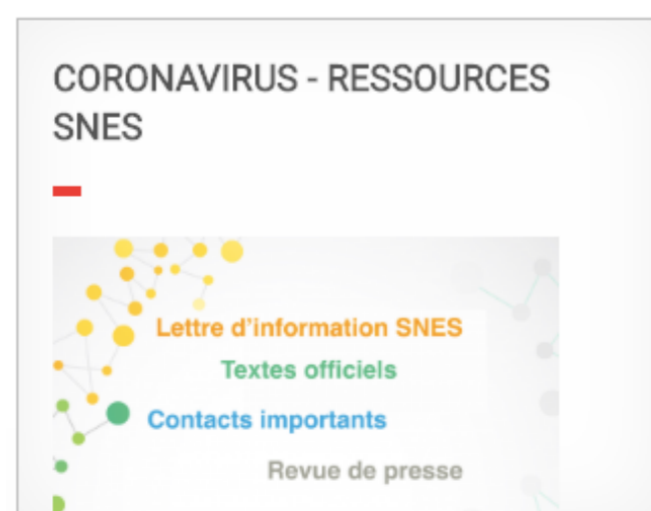 CORONAVIRUS - RESSOURCES
SNES
Lettre d'information SNES
Textes officiels
Contacts importants
Revue de presse